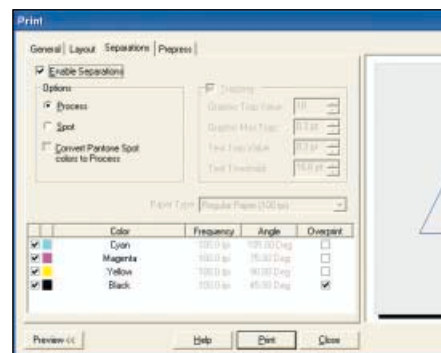 Print
General Layout Separations Prepress
Enable Separations
Options
Process
Spot
Convert Pantone Spot
colors to Process
Trapping
Graphic Trap Value:
Graphic Max Trap:
Text Trap Value:
Text Threshold:
Paper Type: Regular Paper (100 lpi)
Color Frequency Angle Overprint
Cyan 100.0 lpi 105.00 Deg
Magenta 100.0 lpi 75.00 Deg
Yellow 100.0 lpi 90.00 Deg
Black 100.0 lpi 45.00 Deg
Preview << Help Print Close